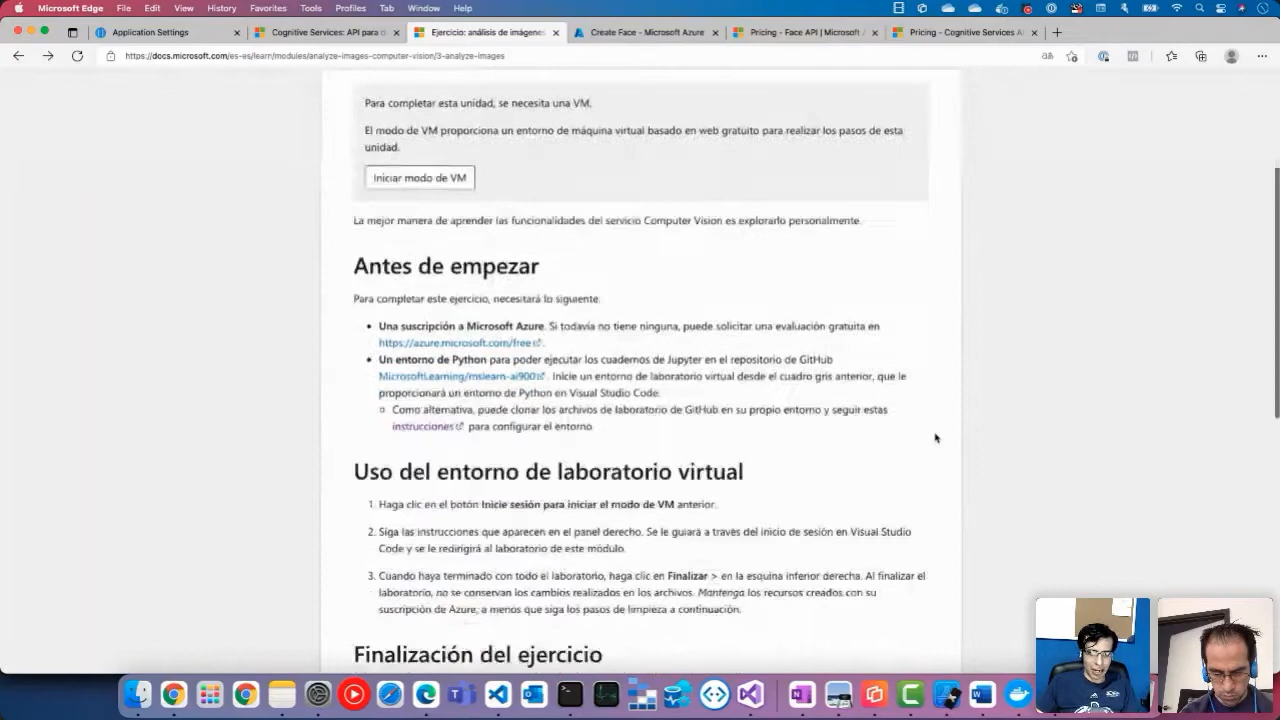 Microsoft Edge File Edit View History Favorites Tools Profiles Tab Window Help
Application Settings
Cognitive Services: API para
Ejercicio: análisis de imágenes
Create Face - Microsoft Azure
Pricing - Face API | Microsoft
Pricing - Cognitive Services
https://docs.microsoft.com/es-es/learn/modules/analyze-images-computer-vision/3-analyze-images
Para completar esta unidad, se necesita una VM.
El modo de VM proporciona un entorno de máquina virtual basado en web gratuito para realizar los pasos de esta
unidad.
Iniciar modo de VM
La mejor manera de aprender las funcionalidades del servicio Computer Vision es explorarlo personalmente.
Antes de empezar
Para completar este ejercicio, necesitará lo siguiente.
• Una suscripción a Microsoft Azure. Si todavía no tiene ninguna, puede solicitar una evaluación gratuita en
https://azure.microsoft.com/free.
• Un entorno de Python para poder ejecutar los cuadernos de Jupyter en el repositorio de GitHub
MicrosoftLearning/mslearn-ai900. Inicie un entorno de laboratorio virtual desde el cuadro gris anterior, que le
proporcionará un entorno de Python en Visual Studio Code.
Como alternativa, puede clonar los archivos de laboratorio de GitHub en su propio entorno y seguir estas
instrucciones para configurar el entorno.
Uso del entorno de laboratorio virtual
1. Haga clic en el botón Inicie sesión para iniciar el modo de VM anterior.
2. Siga las instrucciones que aparecen en el panel derecho. Se le guiará a través del inicio de sesión en Visual Studio
Code y se le redirigirá al laboratorio de este módulo.
3. Cuando haya terminado con todo el laboratorio, haga clic en Finalizar > en la esquina inferior derecha. Al finalizar el
laboratorio, no se conservan los cambios realizados en los archivos. Mantenga los recursos creados con su
suscripción de Azure, a menos que siga los pasos de limpieza a continuación.
Finalización del ejercicio